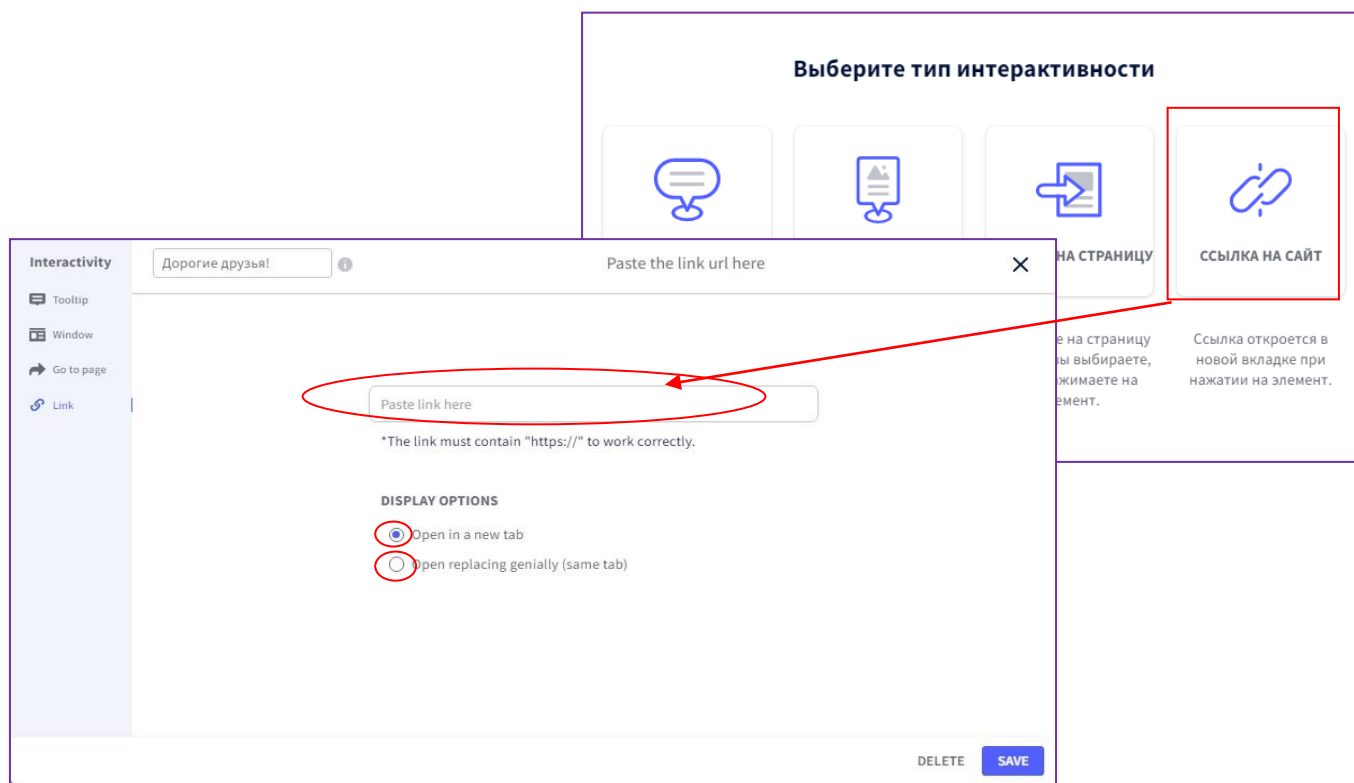 Выберите тип интерактивности
НА СТРАНИЦУ
ССЫЛКА НА САЙТ
е на страницу
вы выбираете,
жимаете на
емент.
Ссылка откроется в
новой вкладке при
нажатии на элемент.
Interactivity
Tooltip
Window
Go to page
Link
Дорогие друзья!
Paste the link url here
Paste link here
*The link must contain "https://" to work correctly.
DISPLAY OPTIONS
Open in a new tab
Open replacing genially (same tab)
DELETE
SAVE